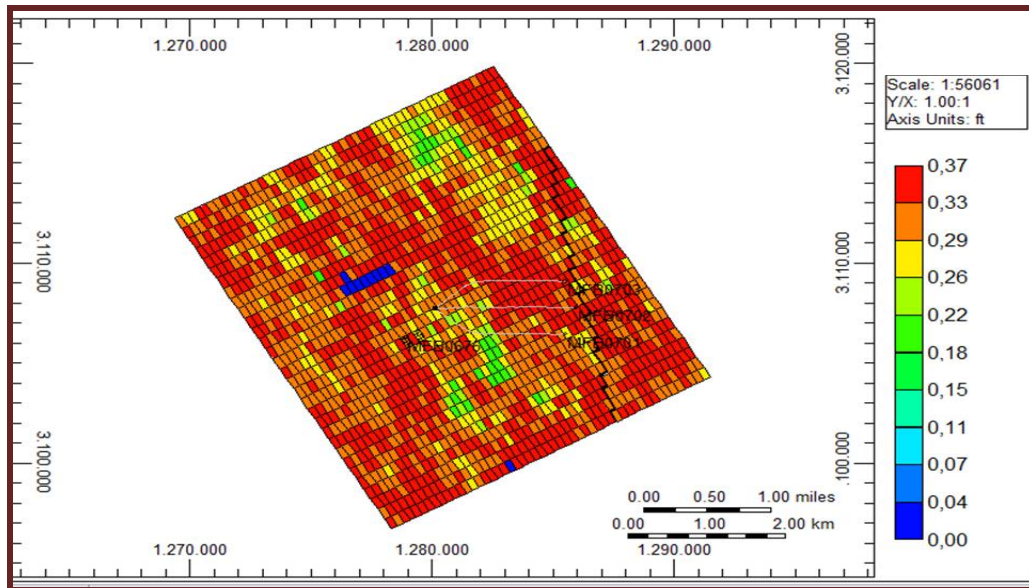 1.270.000 1.280.000 1.290.000
3.120.000
3.110.000 3.110.000
3.100.000 .100.000
Scale: 1:56061
Y/X: 1.00:1
Axis Units: ft
0,37
0,33
0,29
0,26
0,22
0,18
0,15
0,11
0,07
0,04
0,00
MFB0703
MFB0702
MFB0701
MFB0676
0.00 0.50 1.00 miles
0.00 1.00 2.00 km
1.270.000 1.280.000 1.290.000